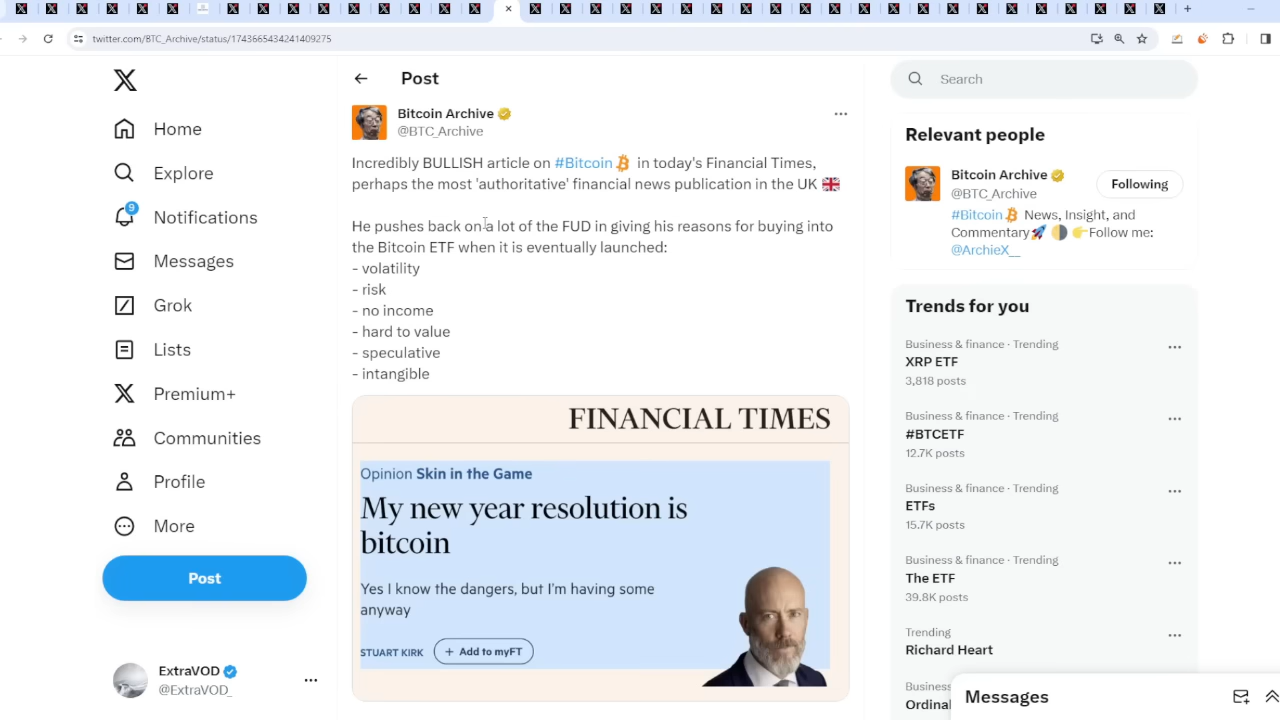 twitter.com/BTC_Archive/status/1743665434241409275
Home
Explore
9
Notifications
Messages
Grok
Lists
Premium+
Communities
Profile
More
Post
ExtraVOD
@ExtraVOD_
Post
Bitcoin Archive
@BTC_Archive
Incredibly BULLISH article on #Bitcoin in today's Financial Times,
perhaps the most 'authoritative' financial news publication in the UK
He pushes back on a lot of the FUD in giving his reasons for buying into
the Bitcoin ETF when it is eventually launched:
- volatility
- risk
- no income
- hard to value
- speculative
- intangible
FINANCIAL TIMES
Opinion Skin in the Game
My new year resolution is
bitcoin
Yes I know the dangers, but I'm having some
anyway
STUART KIRK
+ Add to myFT
Search
Relevant people
Bitcoin Archive
@BTC_Archive
Following
#Bitcoin News, Insight, and
Commentary Follow me:
@ArchieX__
Trends for you
Business & finance · Trending
XRP ETF
3,818 posts
Business & finance · Trending
#BTCETF
12.7K posts
Business & finance · Trending
ETFs
15.7K posts
Business & finance · Trending
The ETF
39.8K posts
Trending
Richard Heart
Messages